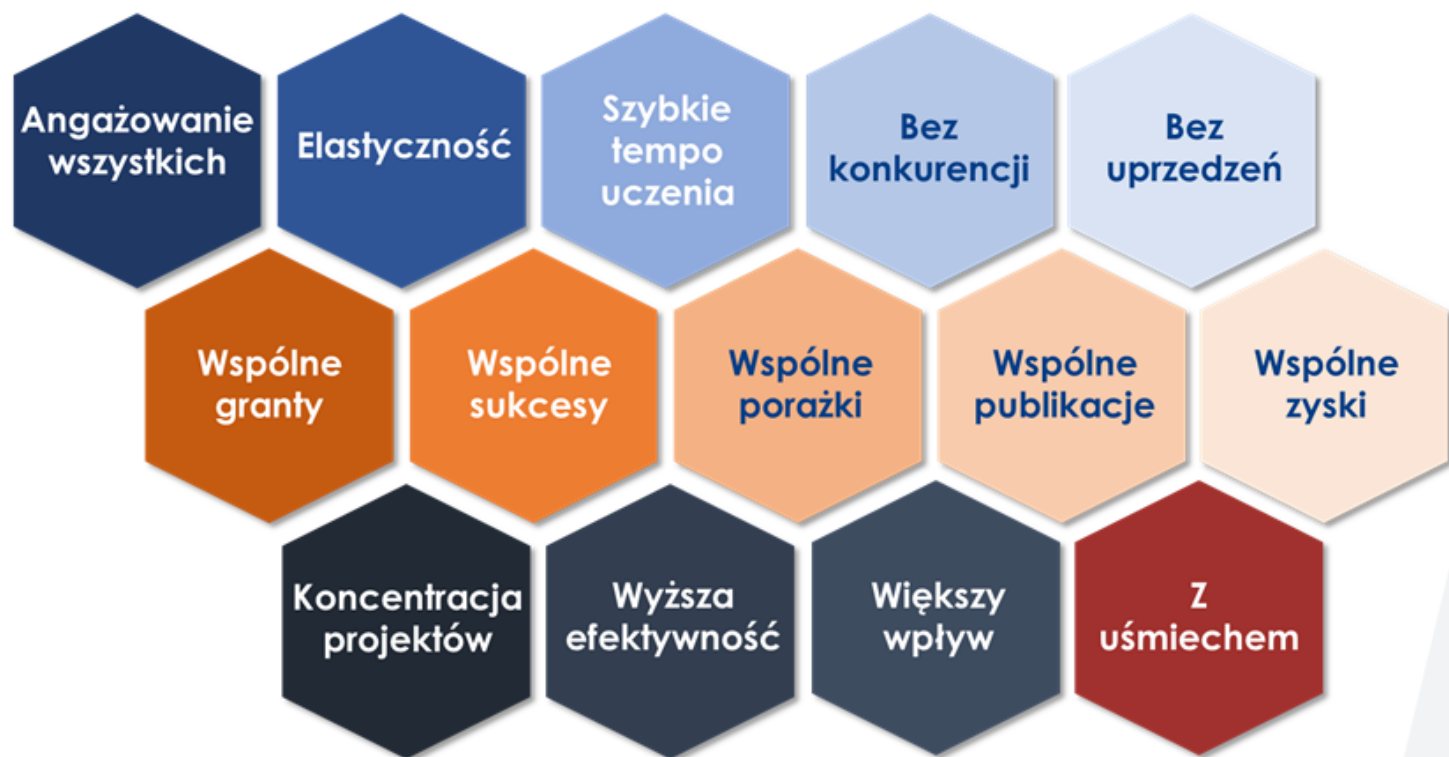 Angażowanie
wszystkich
Elastyczność
Szybkie
tempo
uczenia
Bez
konkurencji
Bez
uprzedzeń
Wspólne
granty
Wspólne
sukcesy
Wspólne
porażki
Wspólne
publikacje
Wspólne
zyski
Koncentracja
projektów
Wyższa
efektywność
Większy
wpływ
Z
uśmiechem